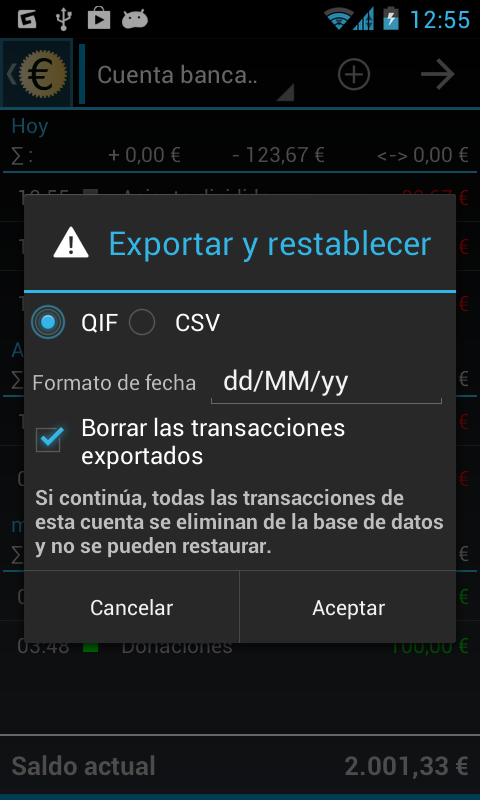 12:55
€ Cuenta banca..
Hoy
∑ : + 0,00 € - 123,67 € <-> 0,00 €
Exportar y restablecer
QIF CSV
Formato de fecha dd/MM/yy
Borrar las transacciones
exportados
Si continúa, todas las transacciones de
esta cuenta se eliminan de la base de datos
y no se pueden restaurar.
Cancelar Aceptar
03:48 Donaciones 100,00 €
Saldo actual 2.001,33 €